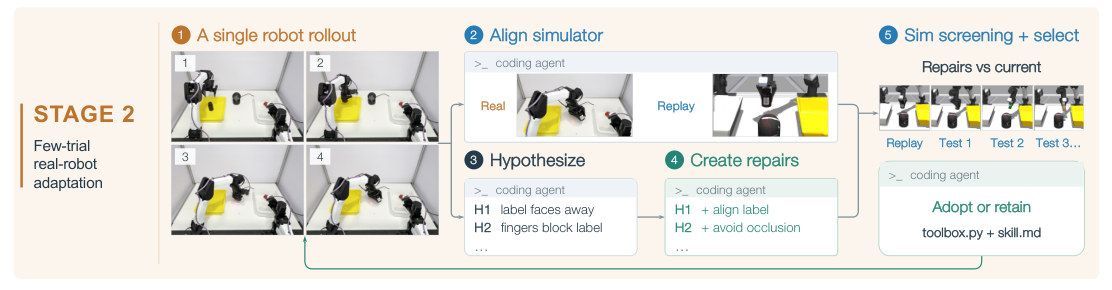 STAGE 2
Few-trial
real-robot
adaptation
1 A single robot rollout
1
2
3
4
2 Align simulator
>_ coding agent
Real
Replay
3 Hypothesize
>_ coding agent
H1 label faces away
H2 fingers block label
...
4 Create repairs
>_ coding agent
H1 + align label
H2 + avoid occlusion
...
5 Sim screening + select
Repairs vs current
Replay Test 1 Test 2 Test 3...
>_ coding agent
Adopt or retain
toolbox.py + skill.md